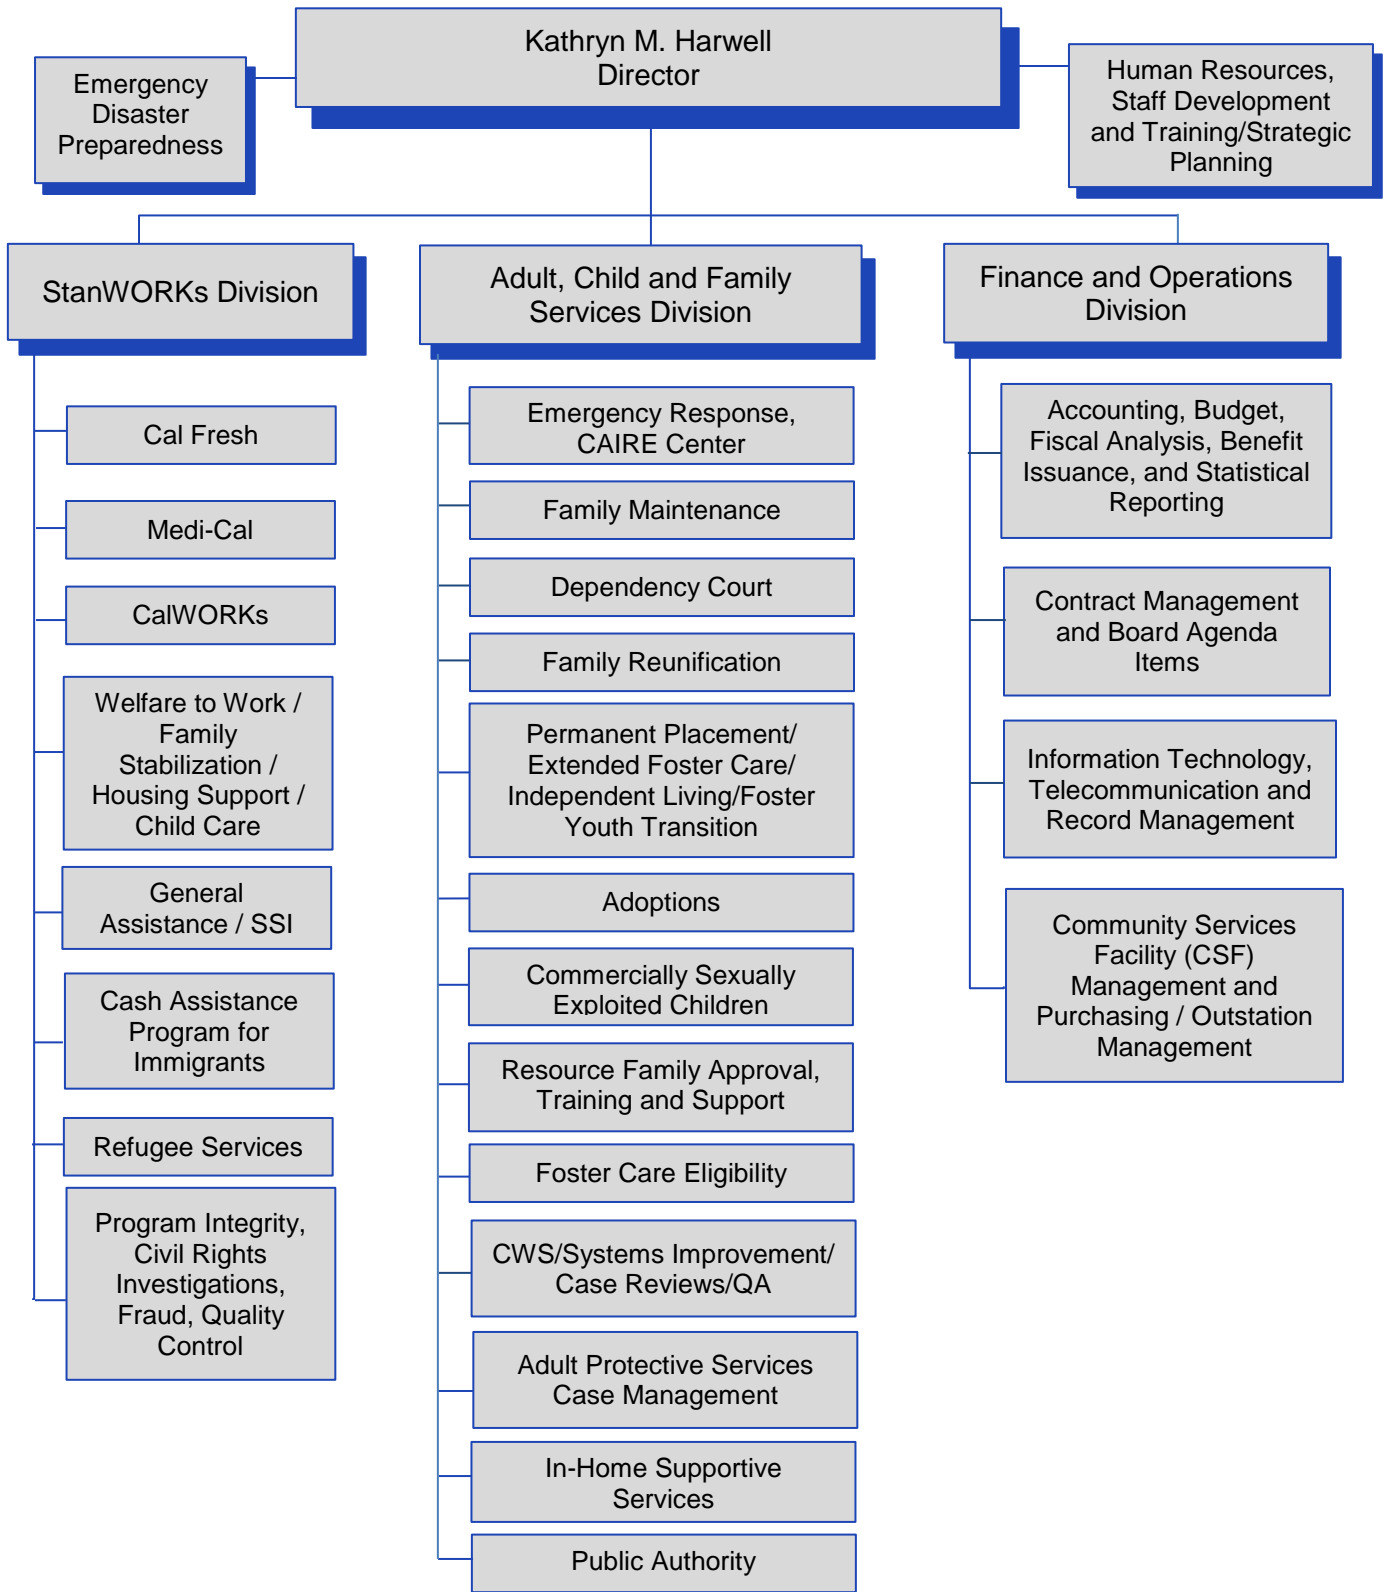 Kathryn M. Harwell
Director
Emergency
Disaster
Preparedness
Human Resources,
Staff Development
and Training/Strategic
Planning
StanWORKs Division
Cal Fresh
Medi-Cal
CalWORKs
Welfare to Work /
Family
Stabilization /
Housing Support /
Child Care
General
Assistance / SSI
Cash Assistance
Program for
Immigrants
Refugee Services
Program Integrity,
Civil Rights
Investigations,
Fraud, Quality
Control
Adult, Child and Family
Services Division
Emergency Response,
CAIRE Center
Family Maintenance
Dependency Court
Family Reunification
Permanent Placement/
Extended Foster Care/
Independent Living/Foster
Youth Transition
Adoptions
Commercially Sexually
Exploited Children
Resource Family Approval,
Training and Support
Foster Care Eligibility
CWS/Systems Improvement/
Case Reviews/QA
Adult Protective Services
Case Management
In-Home Supportive
Services
Public Authority
Finance and Operations
Division
Accounting, Budget,
Fiscal Analysis, Benefit
Issuance, and Statistical
Reporting
Contract Management
and Board Agenda
Items
Information Technology,
Telecommunication and
Record Management
Community Services
Facility (CSF)
Management and
Purchasing / Outstation
Management